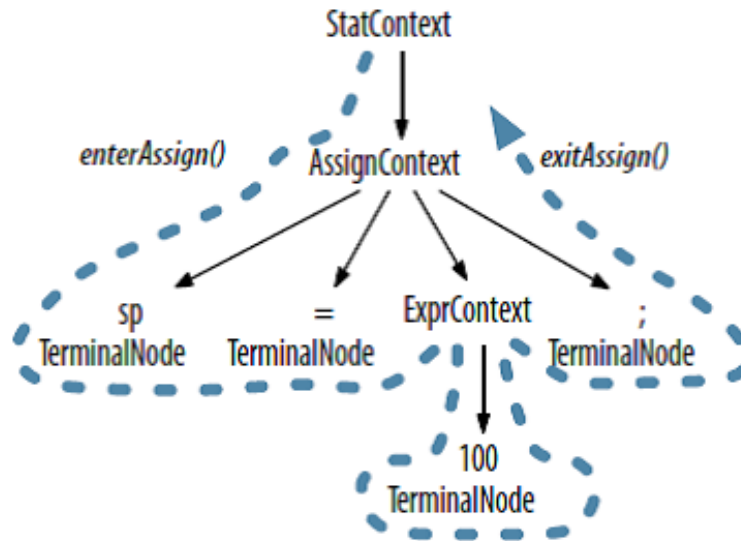 StatContext
enterAssign()
AssignContext
exitAssign()
sp
=
ExprContext
;
TerminalNode
TerminalNode
TerminalNode
100
TerminalNode